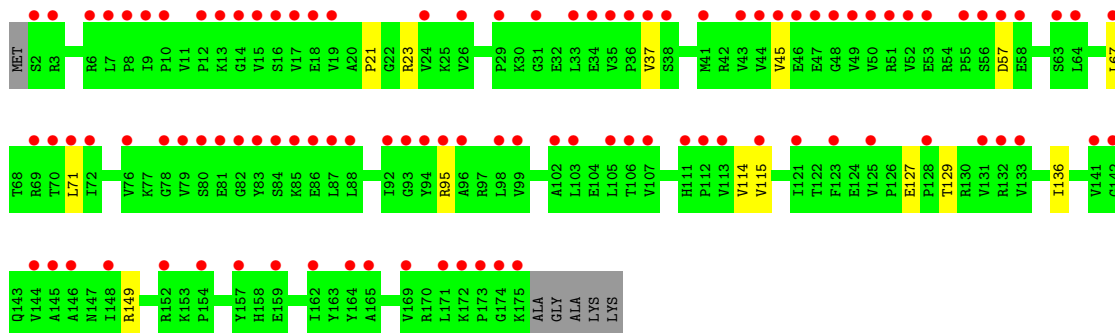 MET S2 R3 R6 L7 P8 I9 P10 V11 P12 K13 G14 V15 S16 V17 E18 V19 A20 P21 G22 R23 V24 K25 V26 P29 K30 G31 E32 L33 E34 V35 P36 V37 S38 M41 R42 V43 V44 V45 E46 E47 G48 V49 V50 R51 V52 E53 R54 P55 S56 D57 E58 S63 L64 L67
T68 R69 T70 L71 I72 V76 K77 G78 V79 S80 E81 G82 Y83 S84 K85 E86 L87 L88 I92 G93 Y94 R95 A96 R97 L98 V99 A102 L103 E104 L105 T106 V107 H111 P112 V113 V114 V115 I121 T122 F123 E124 V125 P126 E127 P128 T129 R130 V131 R132 V133 I136 V141 G142
Q143 V144 A145 A146 N147 I148 R149 R152 K153 P154 Y157 H158 E159 I162 Y163 Y164 A165 V169 R170 L171 K172 P173 G174 K175 ALA GLY ALA LYS LYS